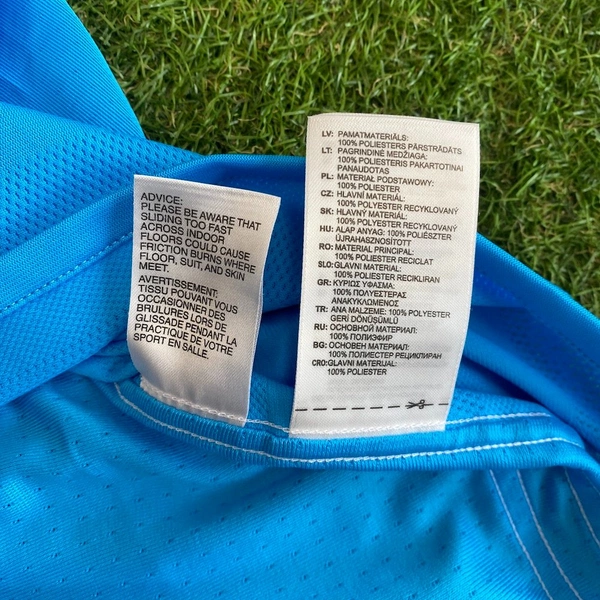 ADVICE:
PLEASE BE AWARE THAT
SLIDING TOO FAST
ACROSS INDOOR
FLOORS COULD CAUSE
FRICTION BURNS WHERE
FLOOR, SUIT, AND SKIN
MEET.
AVERTISSEMENT:
TISSU POUVANT VOUS
OCCASIONNER DES
BRULURES LORS DE
GLISSADE PENDANT LA
PRACTIQUE DE VOTRE
SPORT EN SALLE.
LV: PAMATMATERIĀLS:
100% POLIESTERS PĀRSTRĀDĀTS
LT: PAGRINDINĖ MEDŽIAGA:
100% POLIESTERIS PAKARTOTINAI
PANAUDOTAS
PL: MATERIAŁ PODSTAWOWY:
100% POLIESTER
CZ: HLAVNÍ MATERIÁL:
100% POLYESTER RECYKLOVANÝ
SK: HLAVNÝ MATERIÁL:
100% POLYESTER RECYKLOVANÝ
HU: ALAP ANYAG: 100% POLIÉSZTER
ÚJRAHASZNOSÍTOTT
RO: MATERIAL PRINCIPAL:
100% POLIESTER RECICLAT
SLO: GLAVNI MATERIAL:
100% POLIESTER RECIKLIRAN
GR: ΚΥΡΙΩΣ ΥΦΑΣΜΑ:
100% ΠΟΛΥΕΣΤΕΡΑΣ
ΑΝΑΚΥΚΛΩΜΕΝΟΣ
TR: ANA MALZEME: 100% POLYESTER
GERİ DÖNÜŞÜMLÜ
RU: ОСНОВНОЙ МАТЕРИАЛ:
100% ПОЛИЭФИР
BG: ОСНОВЕН МАТЕРИАЛ:
100% ПОЛИЕСТЕР РЕЦИКЛИРАН
CRO: GLAVNI MATERIJAL:
100% POLIESTER